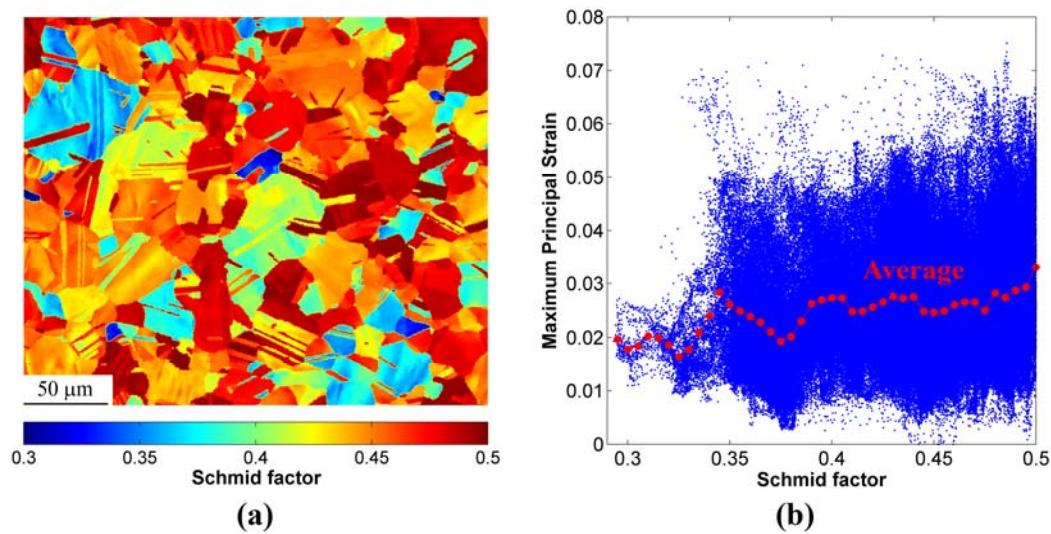 50 μm
0.3 0.35 0.4 0.45 0.5
Schmid factor
(a)
0.08
0.07
0.06
0.05
0.04
0.03
0.02
0.01
0
Maximum Principal Strain
Average
0.3 0.35 0.4 0.45 0.5
Schmid factor
(b)